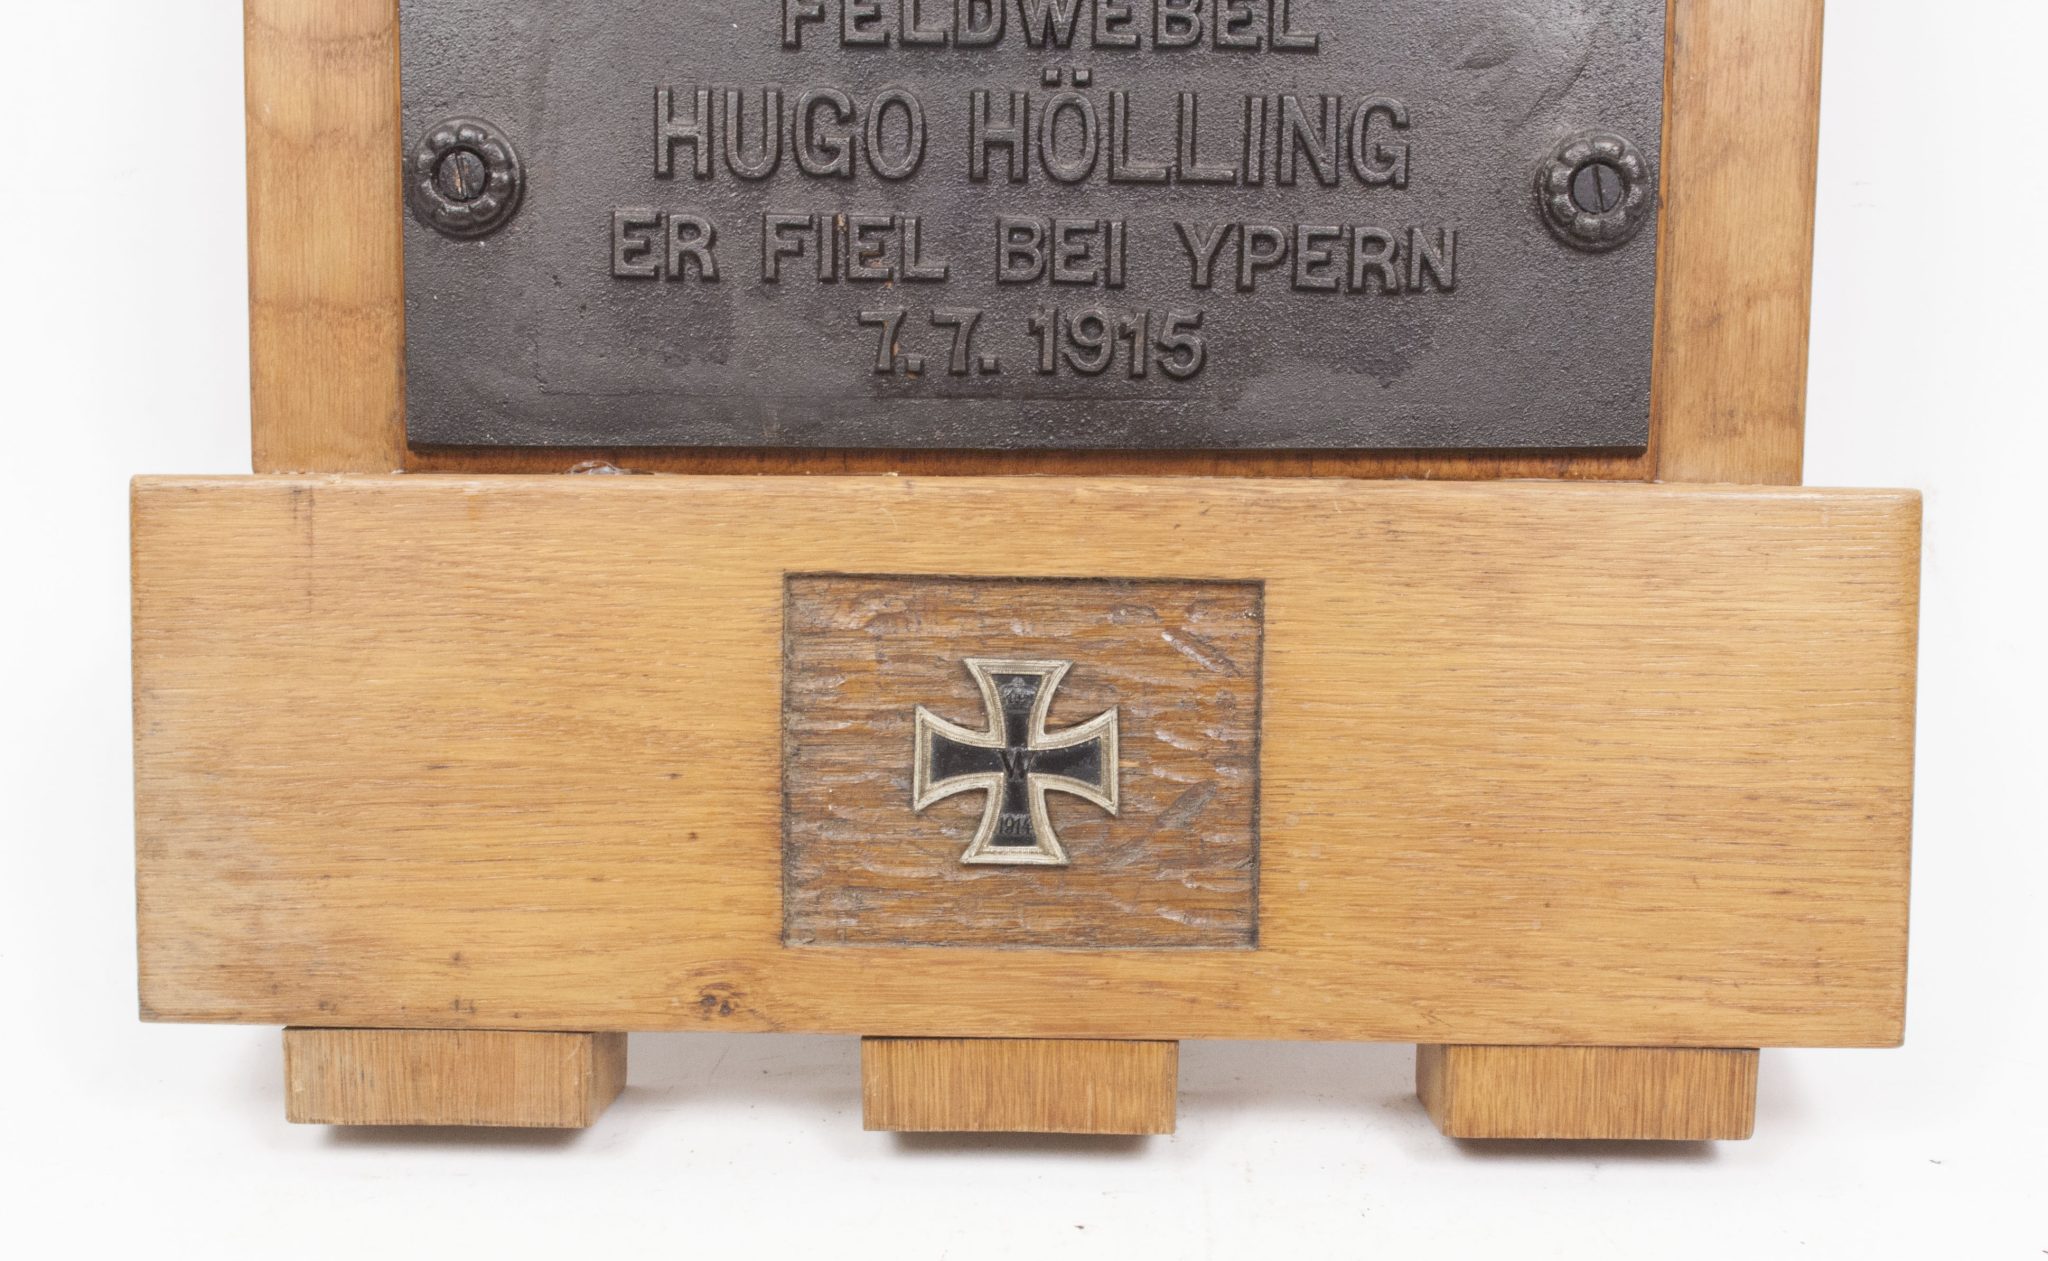 FELDWEBEL
HUGO HÖLLING
ER FIEL BEI YPERN
7.7.1915
W
1914